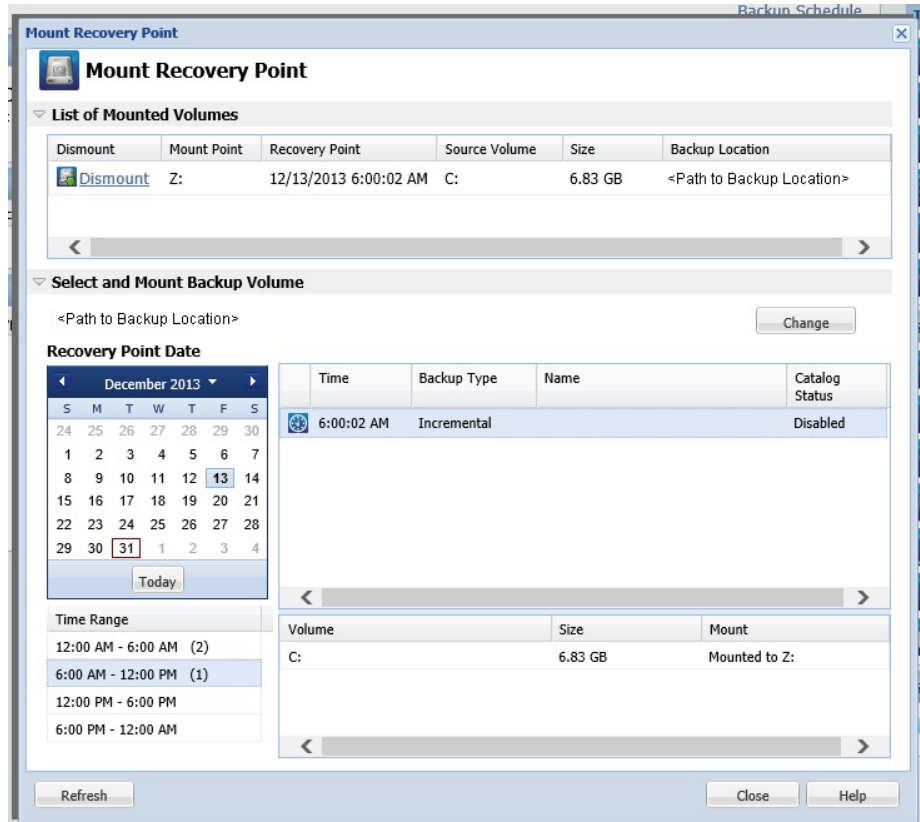 Backup Schedule
Mount Recovery Point
Mount Recovery Point
List of Mounted Volumes
Dismount Mount Point Recovery Point Source Volume Size Backup Location
Dismount Z: 12/13/2013 6:00:02 AM C: 6.83 GB <Path to Backup Location>
Select and Mount Backup Volume
<Path to Backup Location> Change
Recovery Point Date
December 2013
S M T W T F S
24 25 26 27 28 29 30
1 2 3 4 5 6 7
8 9 10 11 12 13 14
15 16 17 18 19 20 21
22 23 24 25 26 27 28
29 30 31 1 2 3 4
Today
Time Backup Type Name Catalog Status
6:00:02 AM Incremental Disabled
Time Range
12:00 AM - 6:00 AM (2)
6:00 AM - 12:00 PM (1)
12:00 PM - 6:00 PM
6:00 PM - 12:00 AM
Volume Size Mount
C: 6.83 GB Mounted to Z:
Refresh Close Help